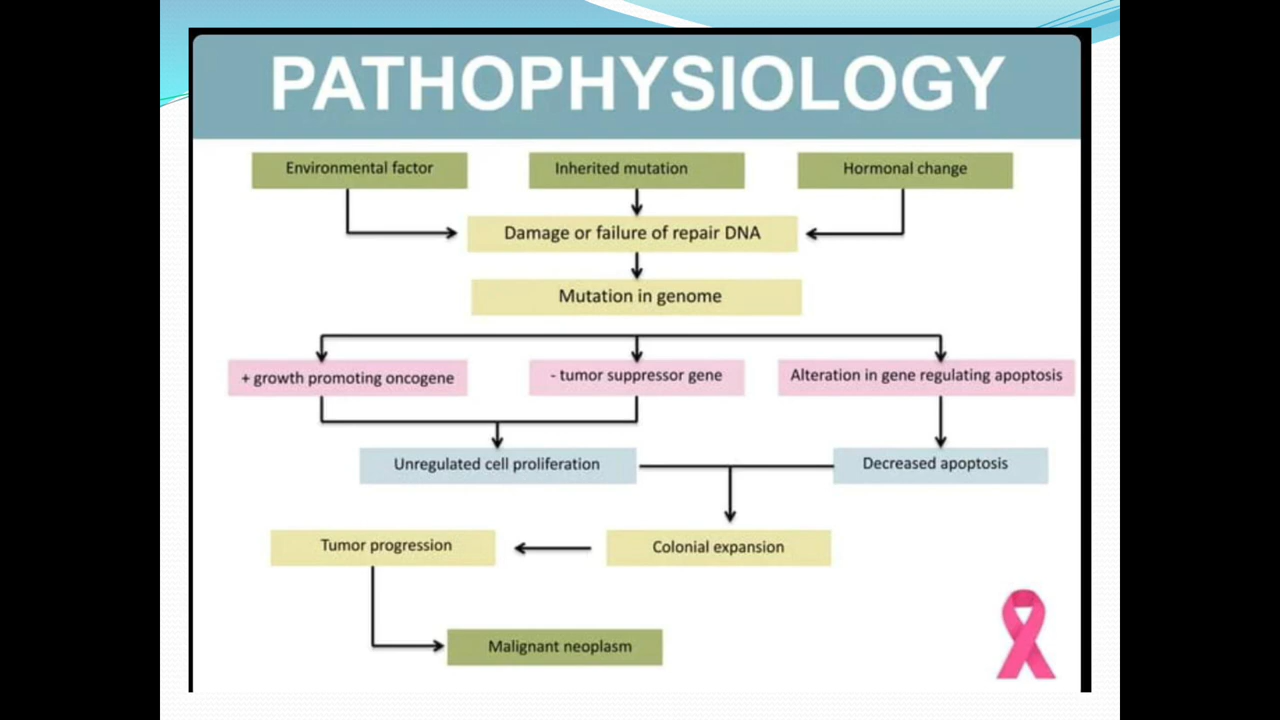 PATHOPHYSIOLOGY
Environmental factor
Inherited mutation
Hormonal change
Damage or failure of repair DNA
Mutation in genome
+ growth promoting oncogene
- tumor suppressor gene
Alteration in gene regulating apoptosis
Unregulated cell proliferation
Decreased apoptosis
Tumor progression
Colonial expansion
Malignant neoplasm